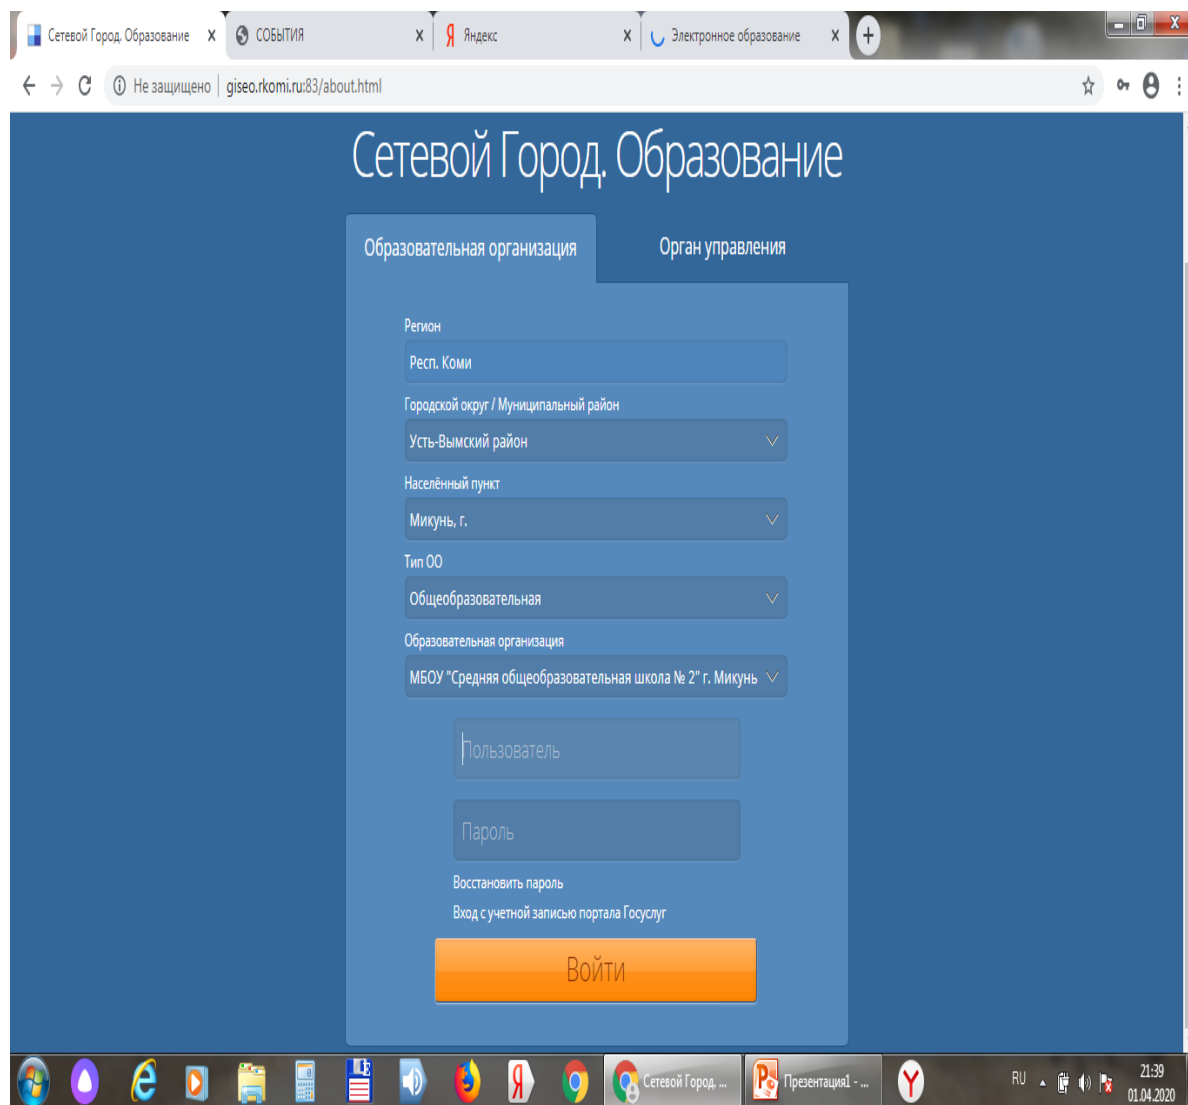 Сетевой Город. Образование
СОБЫТИЯ
Яндекс
Электронное образование
Не защищено
giseo.rkomi.ru:83/about.html
Сетевой Город. Образование
Образовательная организация
Орган управления
Регион
Респ. Коми
Городской округ / Муниципальный район
Усть-Вымский район
Населённый пункт
Микунь, г.
Тип ОО
Общеобразовательная
Образовательная организация
МБОУ "Средняя общеобразовательная школа № 2" г. Микунь
Пользователь
Пароль
Восстановить пароль
Вход с учетной записью портала Госуслуг
Войти
Сетевой Город. ...
Презентация1 - ...
RU
21:39
01.04.2020